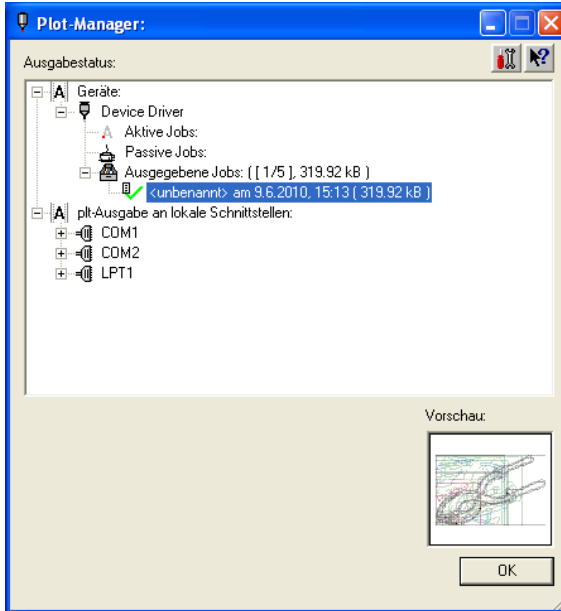 Plot-Manager:
Ausgabestatus:
Geräte:
Device Driver
Aktive Jobs:
Passive Jobs:
Ausgegebene Jobs: ( [ 1/5 ], 319.92 kB )
<unbenannt> am 9.6.2010, 15:13 ( 319.92 kB )
plt-Ausgabe an lokale Schnittstellen:
COM1
COM2
LPT1
Vorschau:
OK